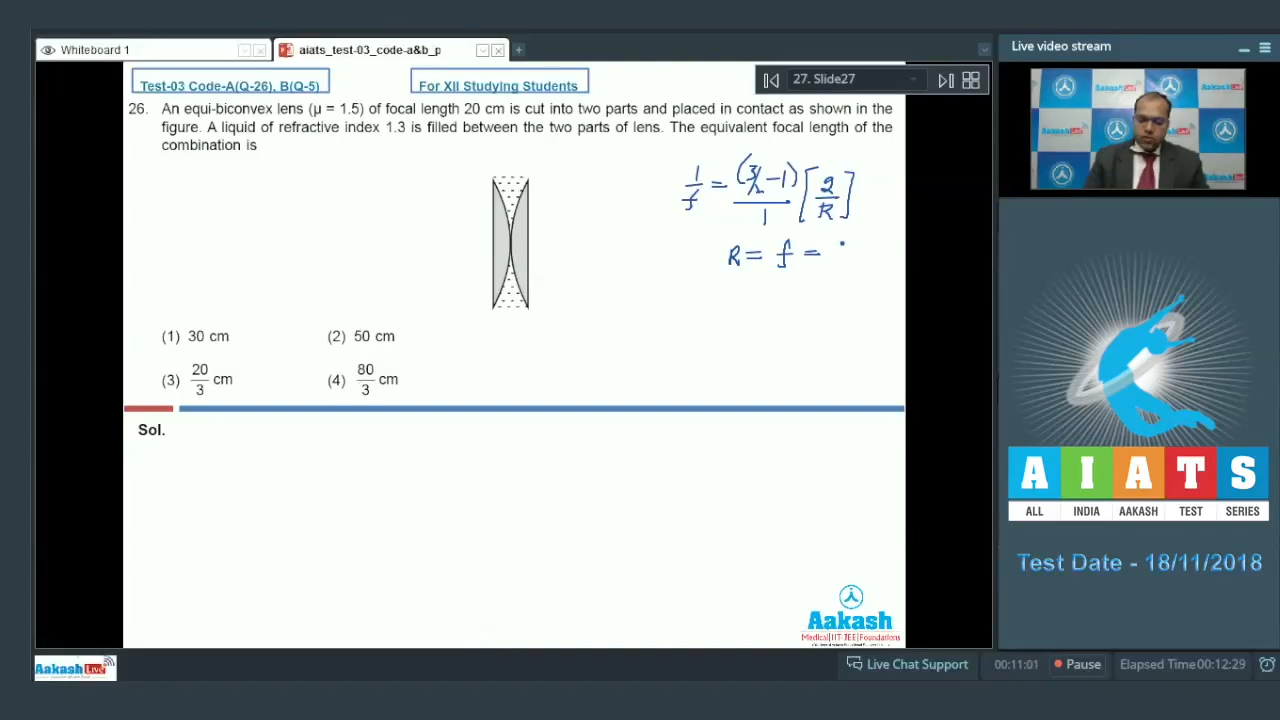 Whiteboard 1
aiats_test-03_code-a&b_p
Live video stream
Test-03 Code-A(Q-26), B(Q-5)
For XII Studying Students
27. Slide27
26. An equi-biconvex lens (μ = 1.5) of focal length 20 cm is cut into two parts and placed in contact as shown in the
figure. A liquid of refractive index 1.3 is filled between the two parts of lens. The equivalent focal length of the
combination is
1/f = (3/2 - 1)/1 [2/R]
R = f =
(1) 30 cm
(2) 50 cm
(3) 20/3 cm
(4) 80/3 cm
Sol.
A I A T S
ALL INDIA AAKASH TEST SERIES
Test Date - 18/11/2018
Aakash
Medical|IIT-JEE|Foundations
Aakash Live
Live Chat Support
00:11:01
Pause
Elapsed Time 00:12:29